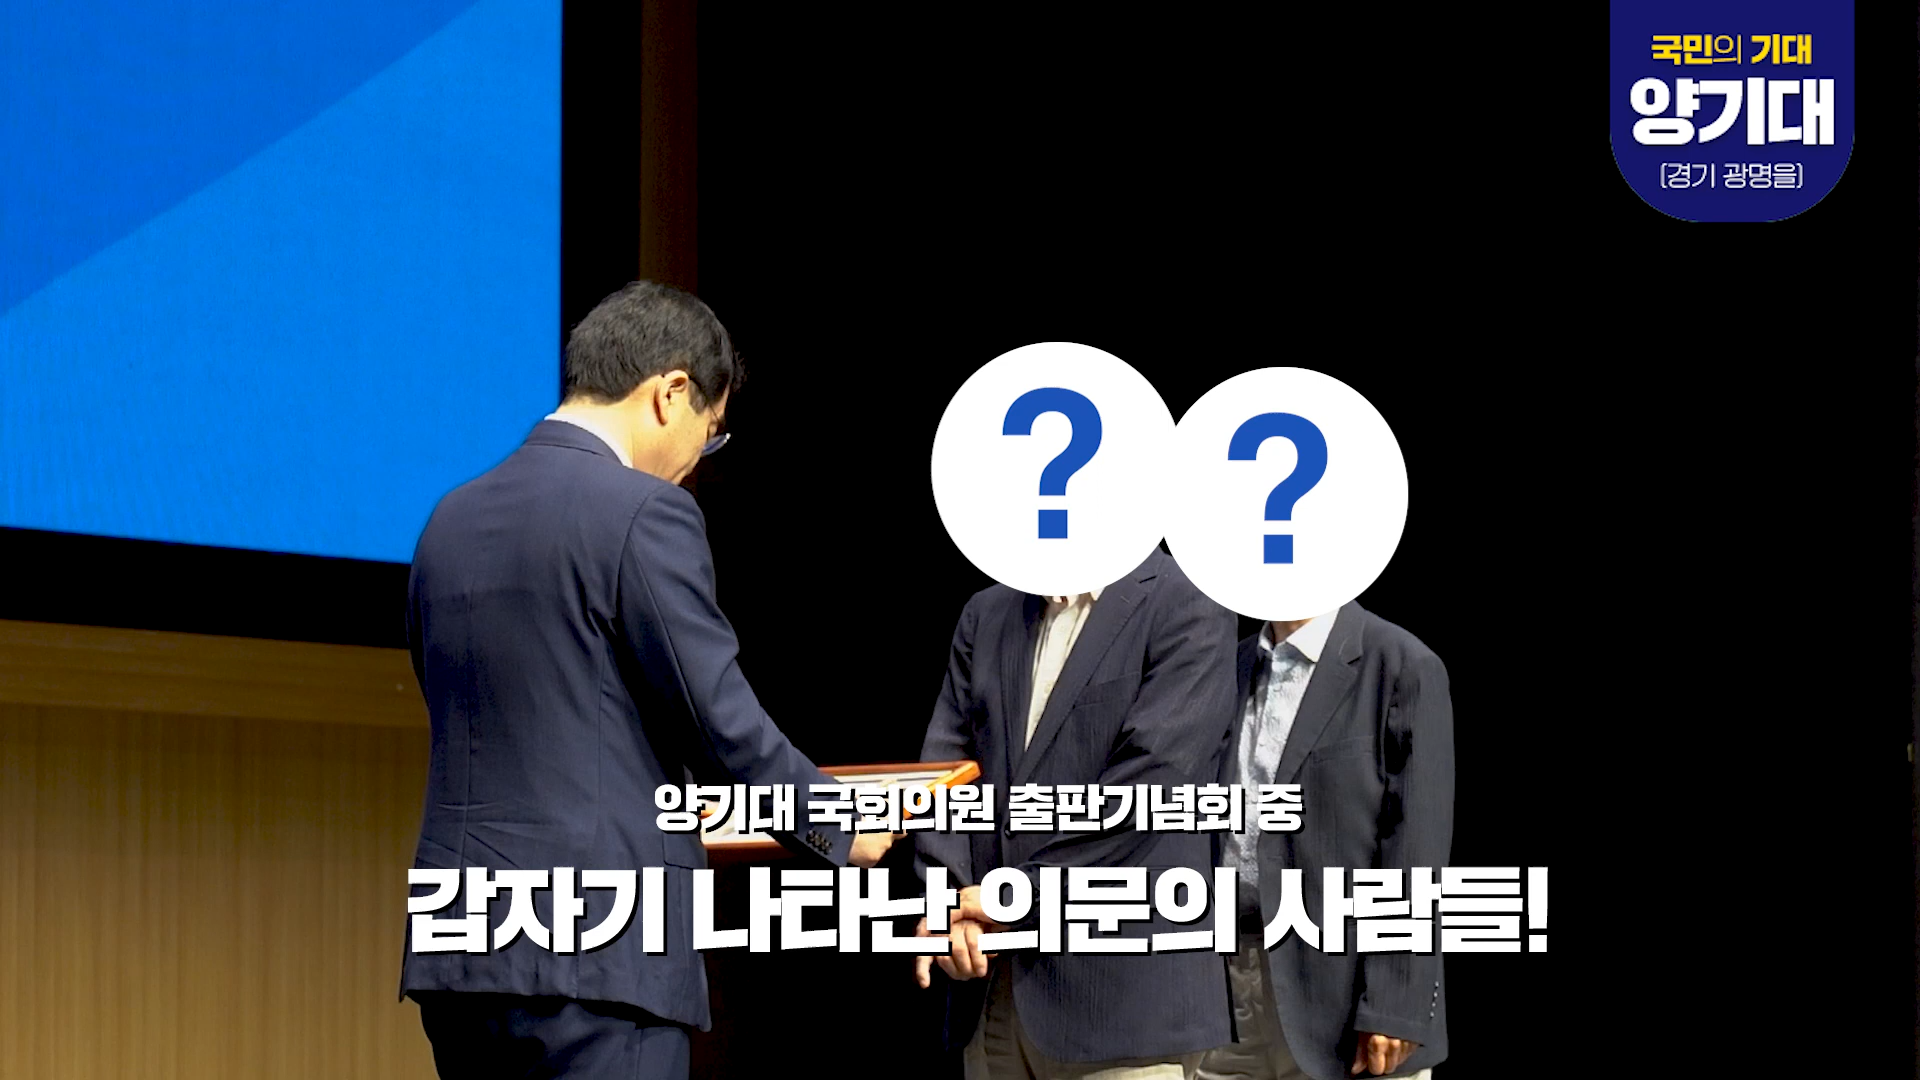 국민의 기대
양기대
(경기 광명을)
?
?
양기대 국회의원 출판기념회 중
갑자기 나타난 의문의 사람들!